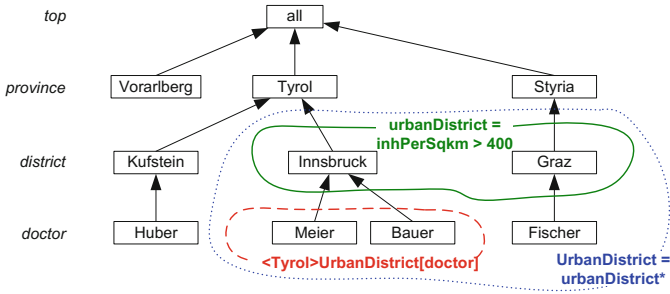 top
all
province
Vorarlberg
Tyrol
Styria
urbanDistrict =
inhPerSqkm > 400
district
Kufstein
Innsbruck
Graz
doctor
Huber
Meier
Bauer
Fischer
<Tyrol>UrbanDistrict[doctor]
UrbanDistrict =
urbanDistrict*